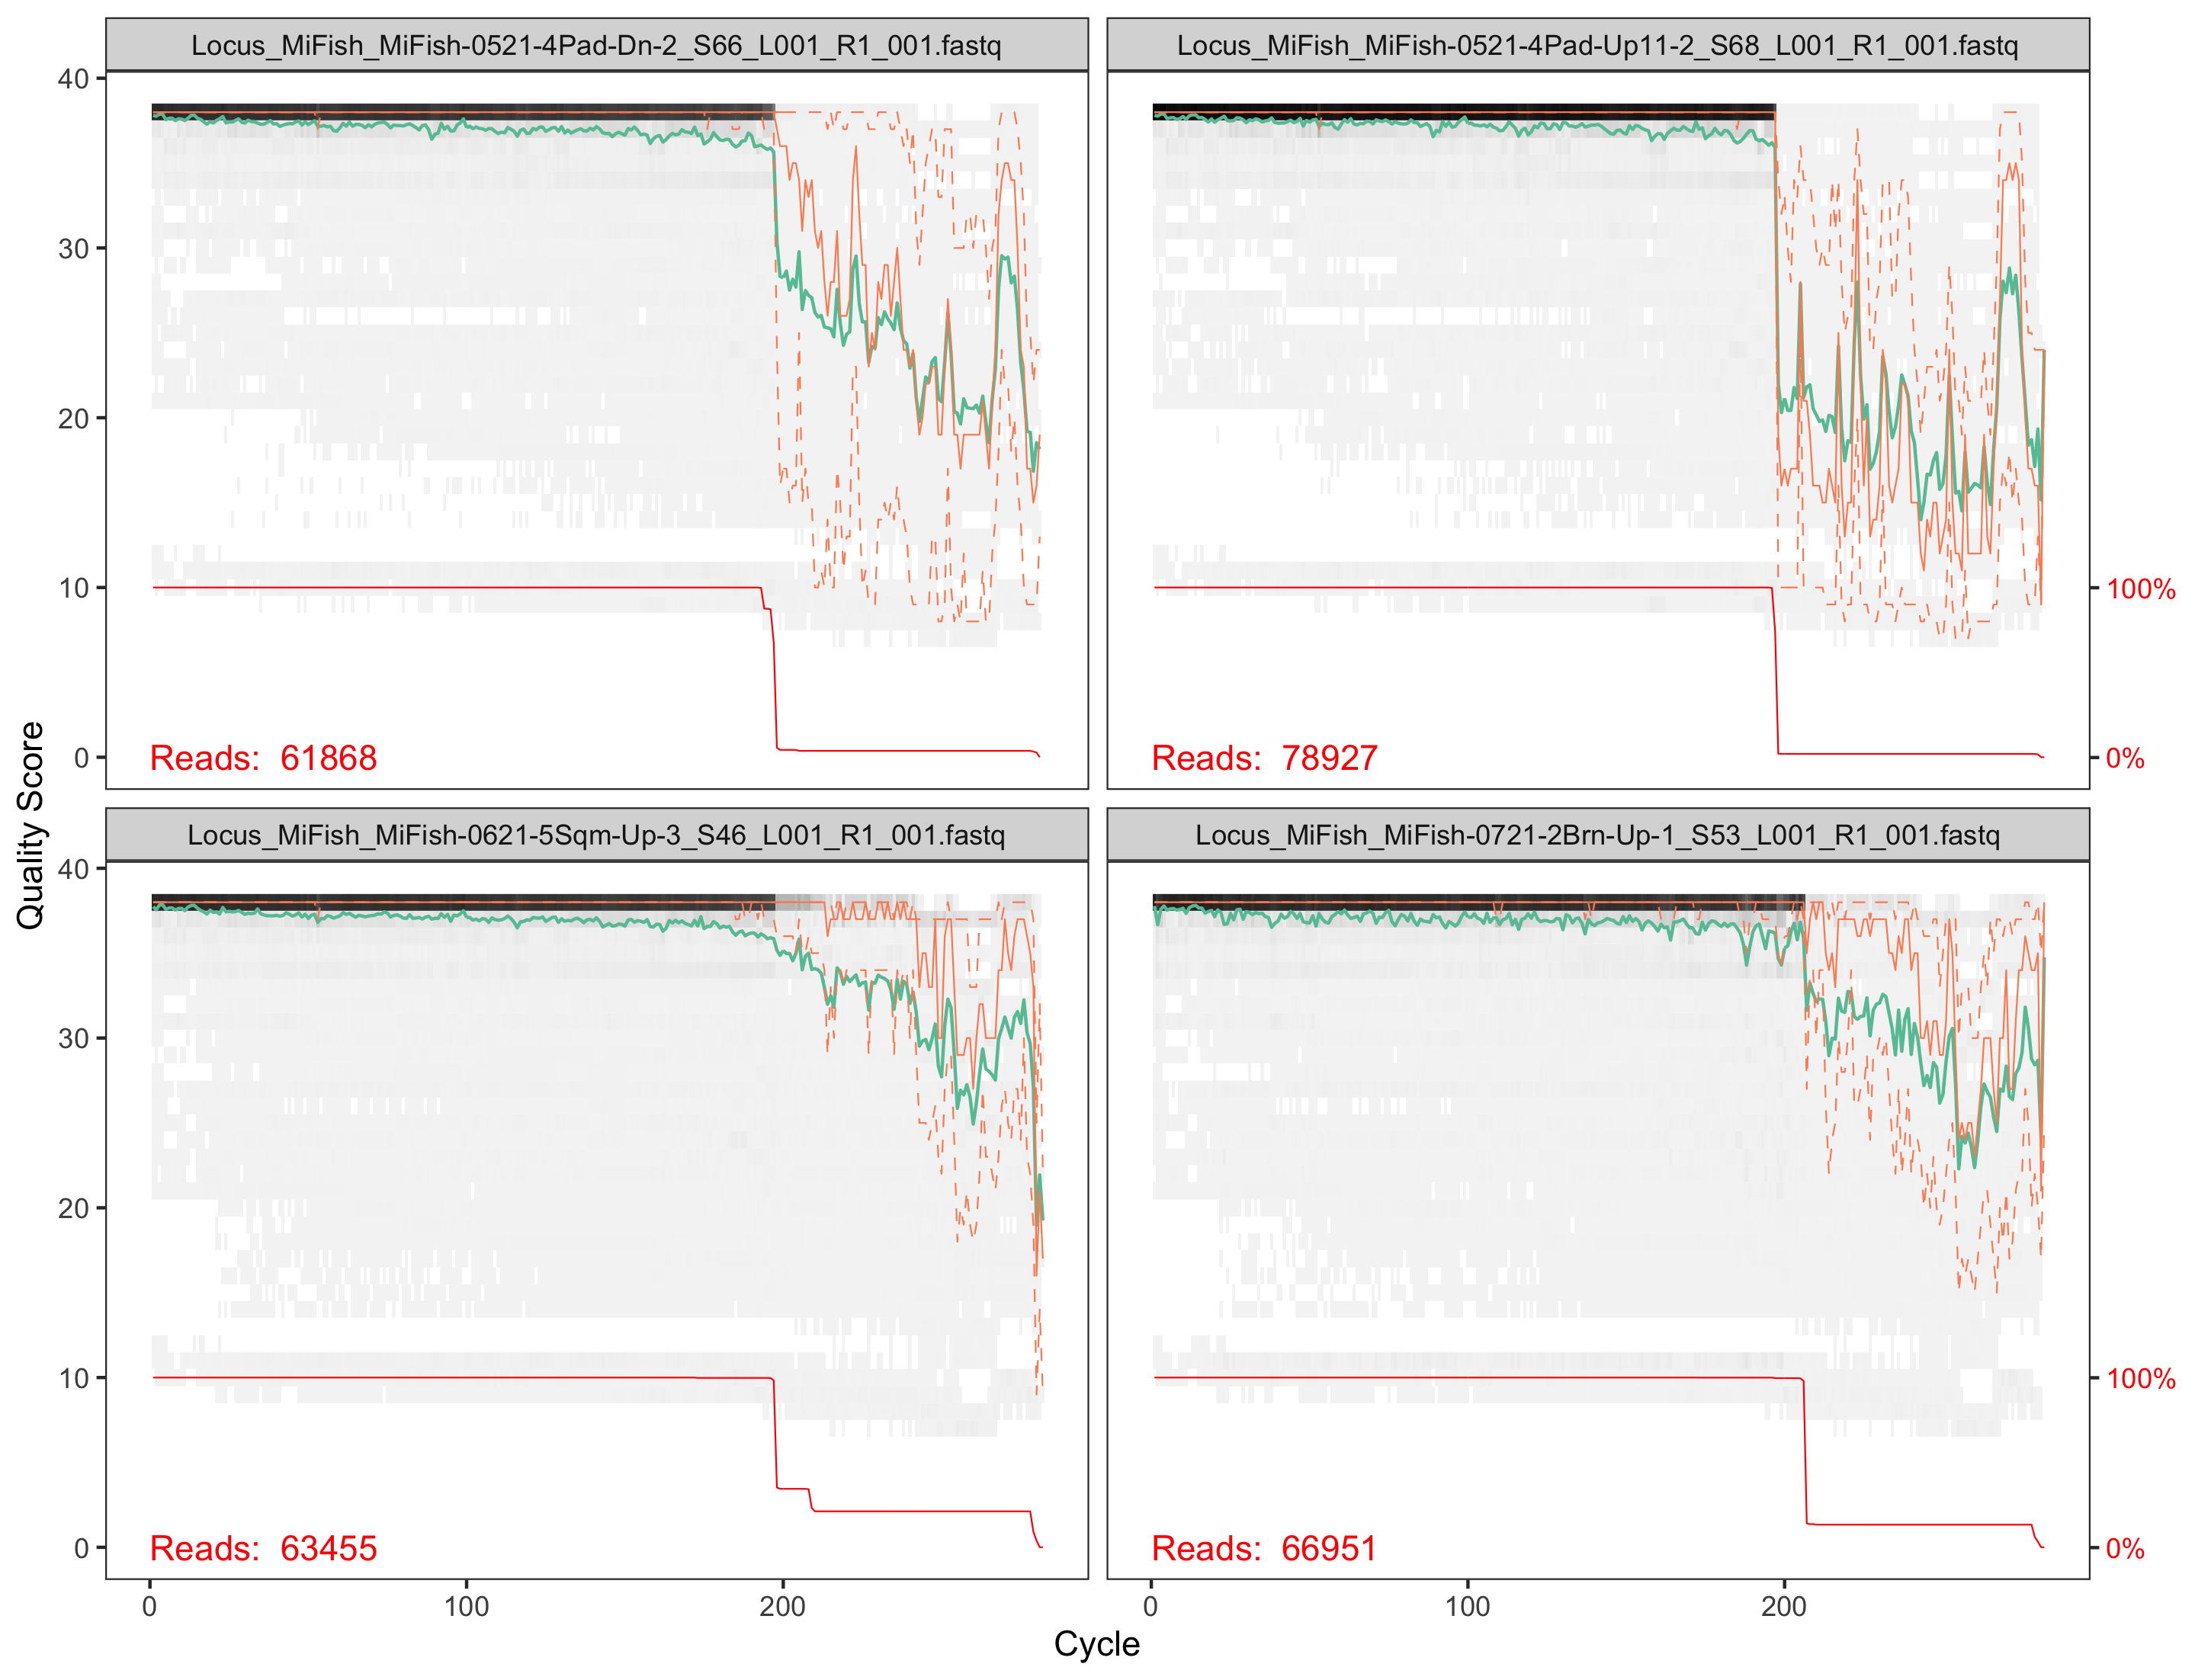 Locus_MiFish_MiFish-0521-4Pad-Dn-2_S66_L001_R1_001.fastq
Locus_MiFish_MiFish-0521-4Pad-Up11-2_S68_L001_R1_001.fastq
40
30
20
10
0
100%
0%
Reads: 61868
Reads: 78927
Quality Score
Locus_MiFish_MiFish-0621-5Sqm-Up-3_S46_L001_R1_001.fastq
Locus_MiFish_MiFish-0721-2Brn-Up-1_S53_L001_R1_001.fastq
40
30
20
10
0
100%
0%
Reads: 63455
Reads: 66951
0
100
200
0
100
200
Cycle